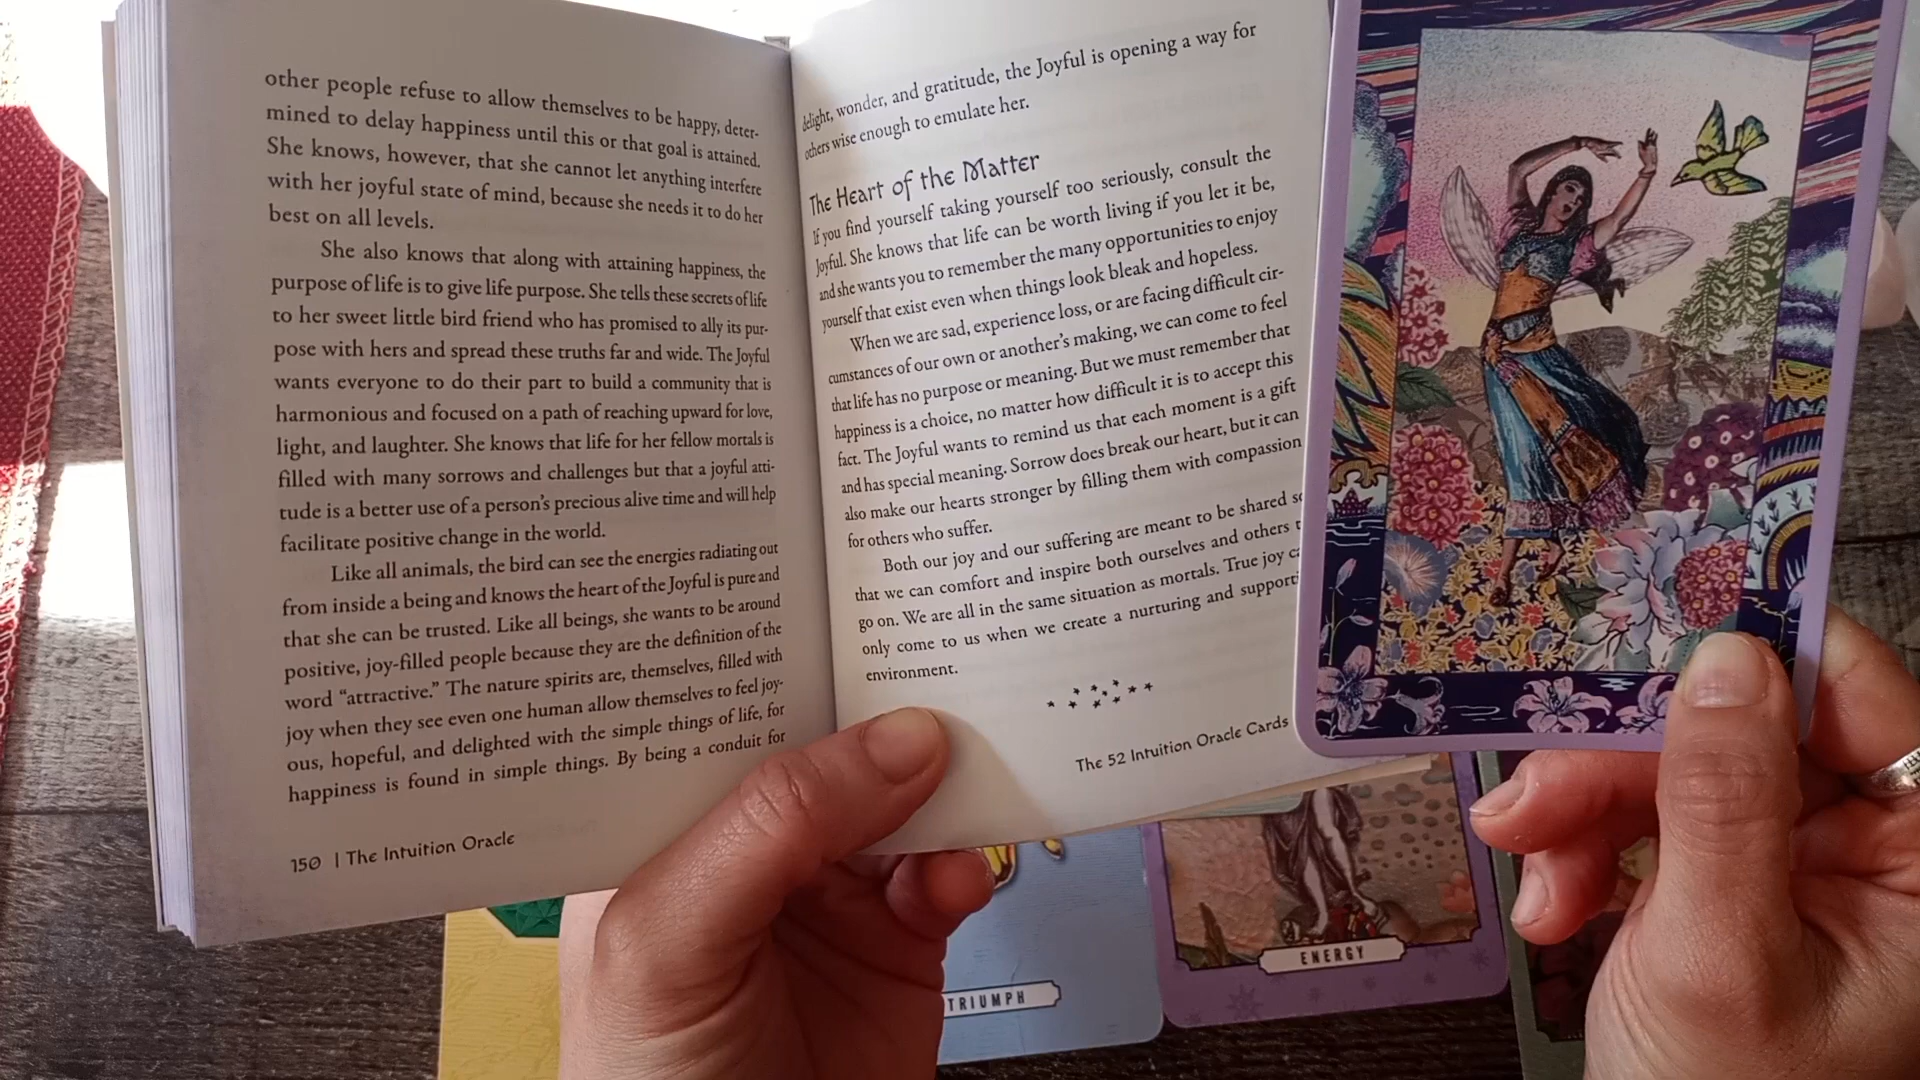 other people refuse to allow themselves to be happy, deter-
mined to delay happiness until this or that goal is attained.
She knows, however, that she cannot let anything interfere
with her joyful state of mind, because she needs it to do her
best on all levels.
She also knows that along with attaining happiness, the
purpose of life is to give life purpose. She tells these secrets of life
to her sweet little bird friend who has promised to ally its pur-
pose with hers and spread these truths far and wide. The Joyful
wants everyone to do their part to build a community that is
harmonious and focused on a path of reaching upward for love,
light, and laughter. She knows that life for her fellow mortals is
filled with many sorrows and challenges but that a joyful atti-
tude is a better use of a person's precious alive time and will help
facilitate positive change in the world.
Like all animals, the bird can see the energies radiating out
from inside a being and knows the heart of the Joyful is pure and
that she can be trusted. Like all beings, she wants to be around
positive, joy-filled people because they are the definition of the
word “attractive.” The nature spirits are, themselves, filled with
joy when they see even one human allow themselves to feel joy-
ous, hopeful, and delighted with the simple things of life, for
happiness is found in simple things. By being a conduit for
150 | The Intuition Oracle
delight, wonder, and gratitude, the Joyful is opening a way for
others wise enough to emulate her.
The Heart of the Matter
If you find yourself taking yourself too seriously, consult the
Joyful. She knows that life can be worth living if you let it be,
and she wants you to remember the many opportunities to enjoy
yourself that exist even when things look bleak and hopeless.
When we are sad, experience loss, or are facing difficult cir-
cumstances of our own or another's making, we can come to feel
that life has no purpose or meaning. But we must remember that
happiness is a choice, no matter how difficult it is to accept this
fact. The Joyful wants to remind us that each moment is a gift
and has special meaning. Sorrow does break our heart, but it can
also make our hearts stronger by filling them with compassion
for others who suffer.
Both our joy and our suffering are meant to be shared
that we can comfort and inspire both ourselves and others
go on. We are all in the same situation as mortals. True joy
only come to us when we create a nurturing and
environment.
The 52 Intuition Oracle Cards
TRIUMPH
ENERGY